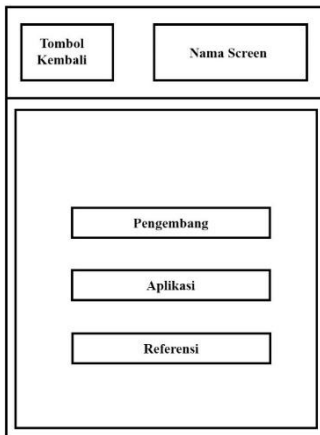 Tombol
Kembali
Nama Screen
Pengembang
Aplikasi
Referensi